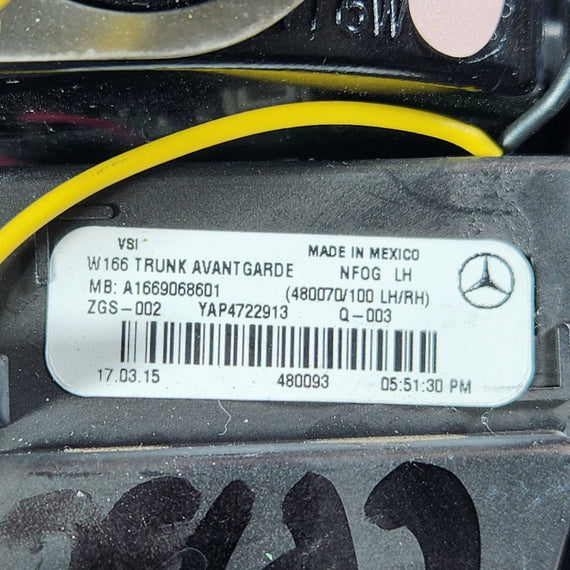 VSI MADE IN MEXICO
W166 TRUNK AVANTGARDE NFOG LH
MB: A1669068601 (480070/100 LH/RH)
ZGS-002 YAP4722913 Q-003
17.03.15 480093 05:51:30 PM